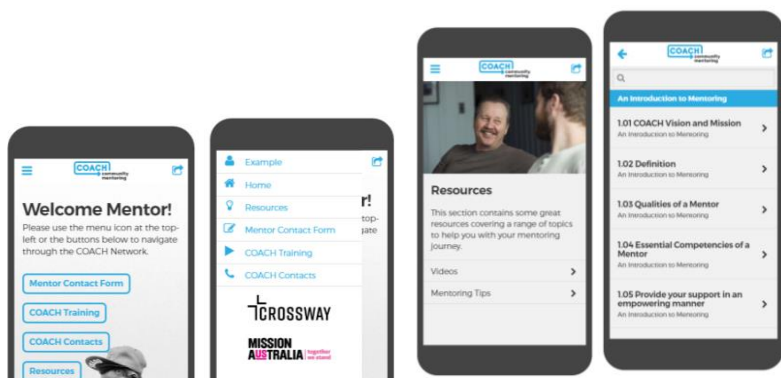 COACH
community
mentoring
Welcome Mentor!
Please use the menu icon at the top-
left or the buttons below to navigate
through the COACH Network.
Mentor Contact Form
COACH Training
COACH Contacts
Resources
Example
Home
Resources
Mentor Contact Form
COACH Training
COACH Contacts
r!
top-
gate
CROSSWAY
MISSION
AUSTRALIA together
we stand
COACH
community
mentoring
Resources
This section contains some great
resources covering a range of topics
to help you with your mentoring
journey.
Videos
Mentoring Tips
COACH
community
mentoring
An Introduction to Mentoring
1.01 COACH Vision and Mission
An Introduction to Mentoring
1.02 Definition
An Introduction to Mentoring
1.03 Qualities of a Mentor
An Introduction to Mentoring
1.04 Essential Competencies of a
Mentor
An Introduction to Mentoring
1.05 Provide your support in an
empowering manner
An Introduction to Mentoring